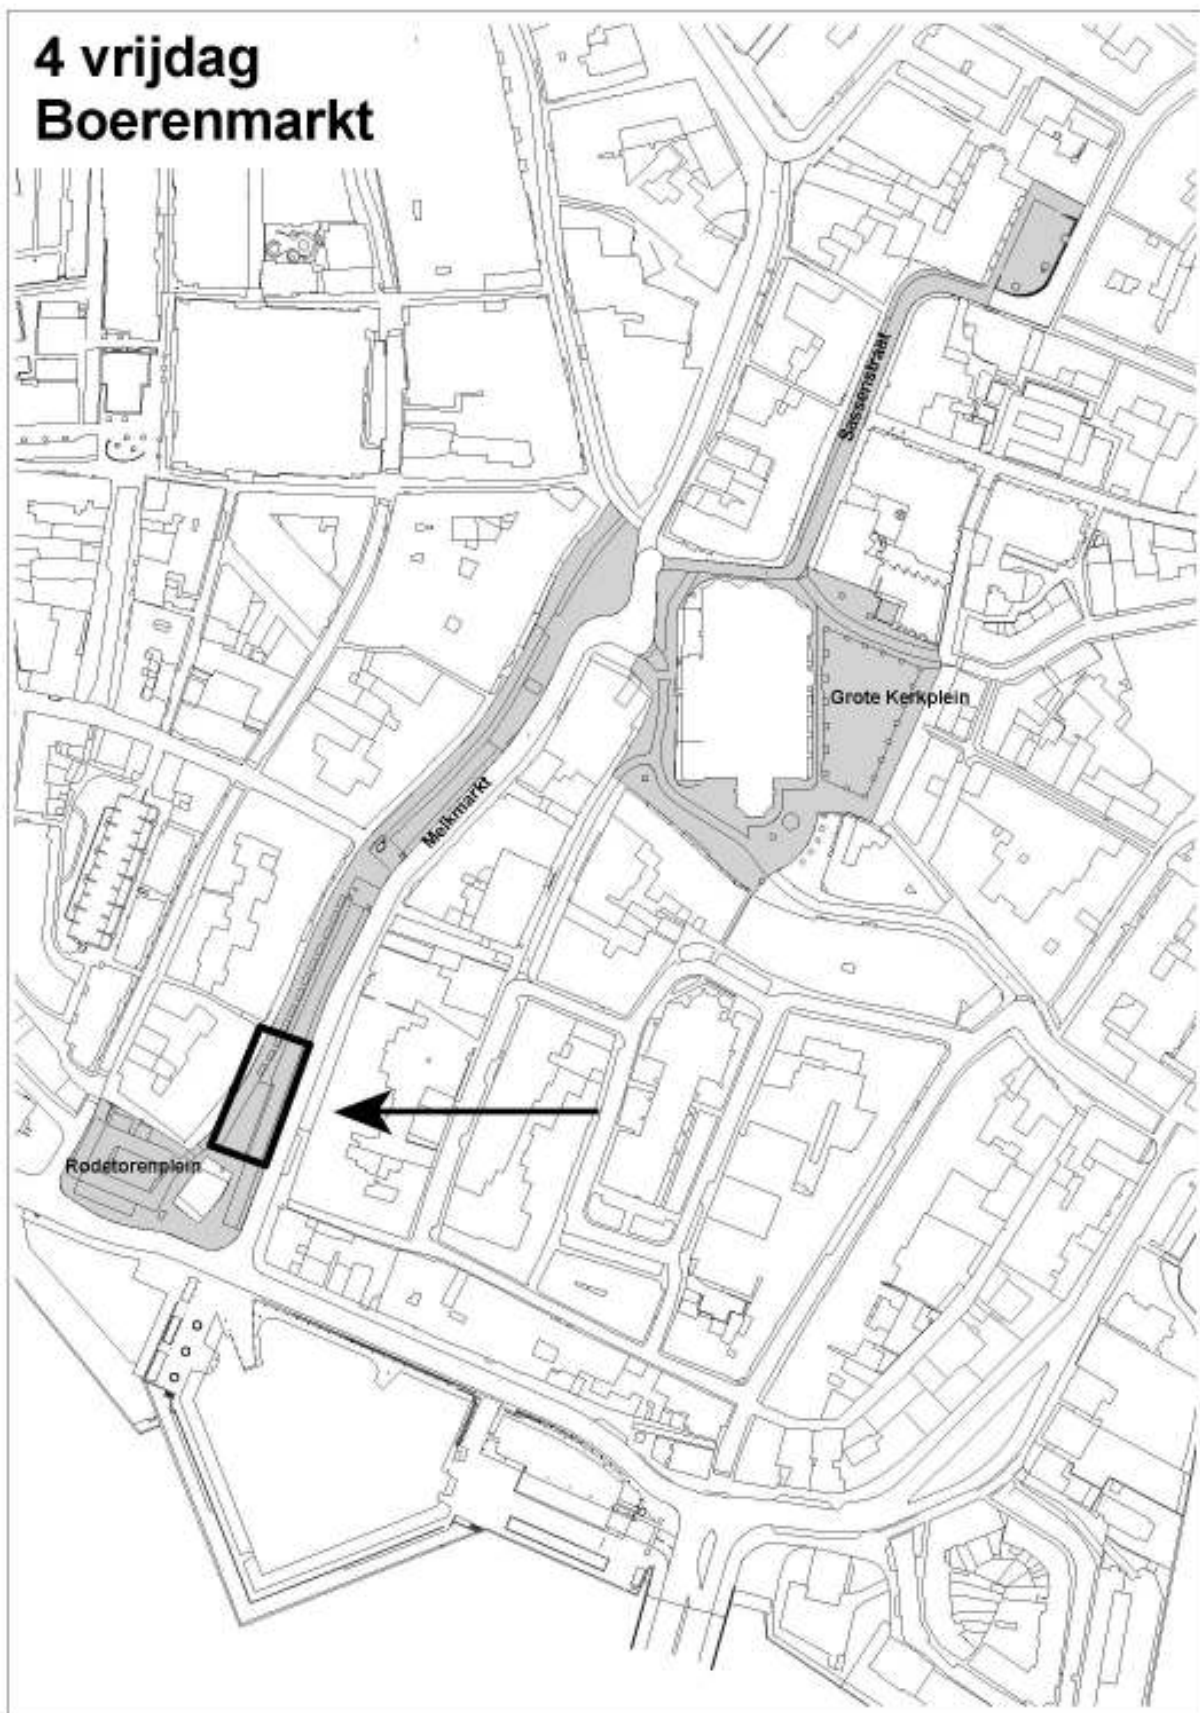 4 vrijdag
Boerenmarkt
Sassenstraat
Grote Kerkplein
Melkmarkt
Rodetorenplein